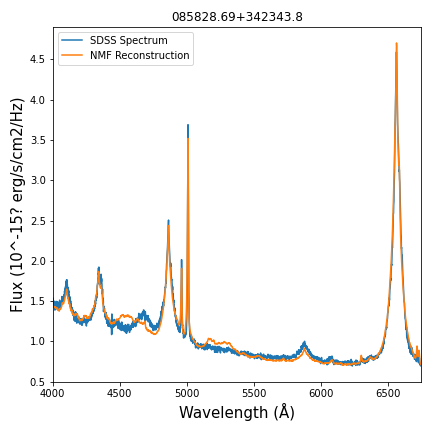 085828.69+342343.8
SDSS Spectrum
NMF Reconstruction
4.5
4.0
3.5
3.0
2.5
2.0
1.5
1.0
0.5
Flux (10^-15? erg/s/cm2/Hz)
4000 4500 5000 5500 6000 6500
Wavelength (Å)